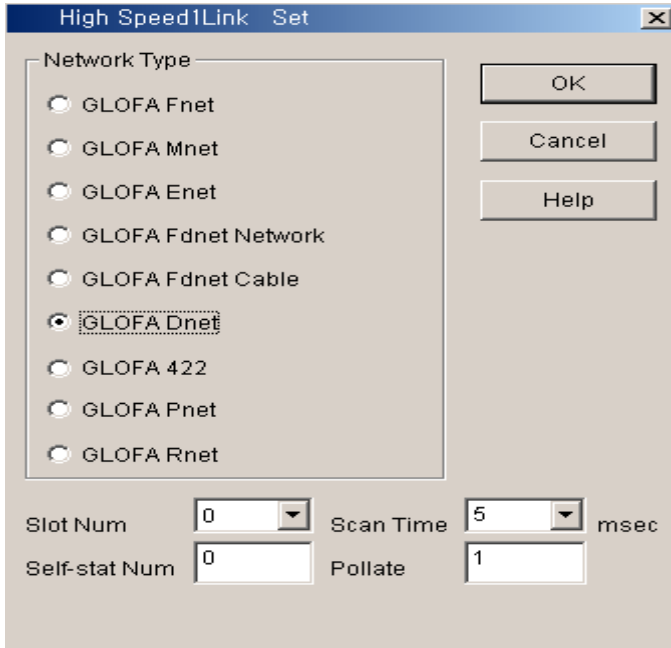 High Speed1Link Set
Network Type
GLOFA Fnet
GLOFA Mnet
GLOFA Enet
GLOFA Fdnet Network
GLOFA Fdnet Cable
GLOFA Dnet
GLOFA 422
GLOFA Pnet
GLOFA Rnet
OK
Cancel
Help
Slot Num 0 Scan Time 5 msec
Self-stat Num 0 Pollate 1